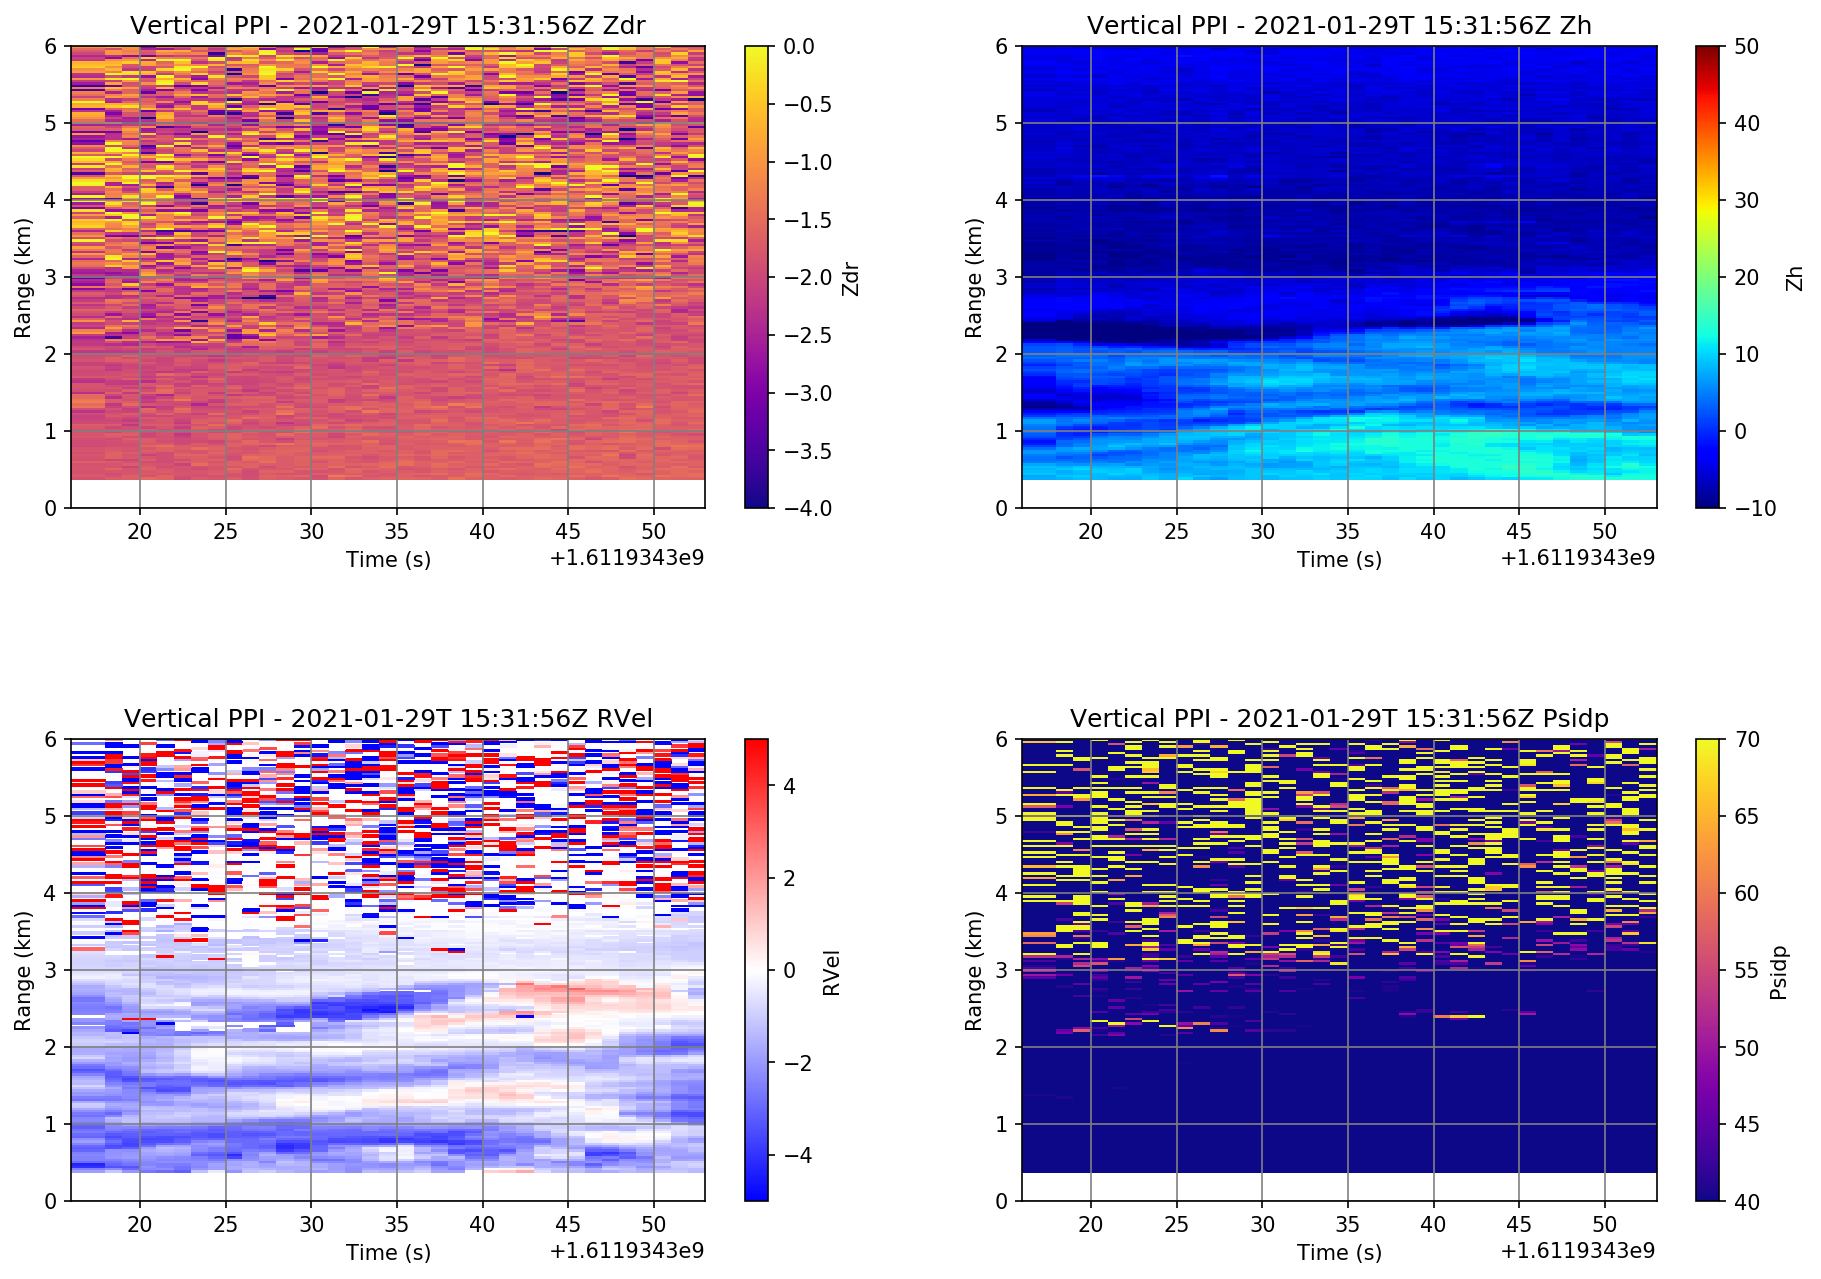 Vertical PPI - 2021-01-29T 15:31:56Z Zdr
6
5
4
3
2
1
0
Range (km)
20 25 30 35 40 45 50
Time (s)
+1.6119343e9
0.0
−0.5
−1.0
−1.5
−2.0
−2.5
−3.0
−3.5
−4.0
Zdr
Vertical PPI - 2021-01-29T 15:31:56Z Zh
6
5
4
3
2
1
0
Range (km)
20 25 30 35 40 45 50
Time (s)
+1.6119343e9
50
40
30
20
10
0
−10
Zh
Vertical PPI - 2021-01-29T 15:31:56Z RVel
6
5
4
3
2
1
0
Range (km)
20 25 30 35 40 45 50
Time (s)
+1.6119343e9
4
2
0
−2
−4
RVel
Vertical PPI - 2021-01-29T 15:31:56Z Psidp
6
5
4
3
2
1
0
Range (km)
20 25 30 35 40 45 50
Time (s)
+1.6119343e9
70
65
60
55
50
45
40
Psidp